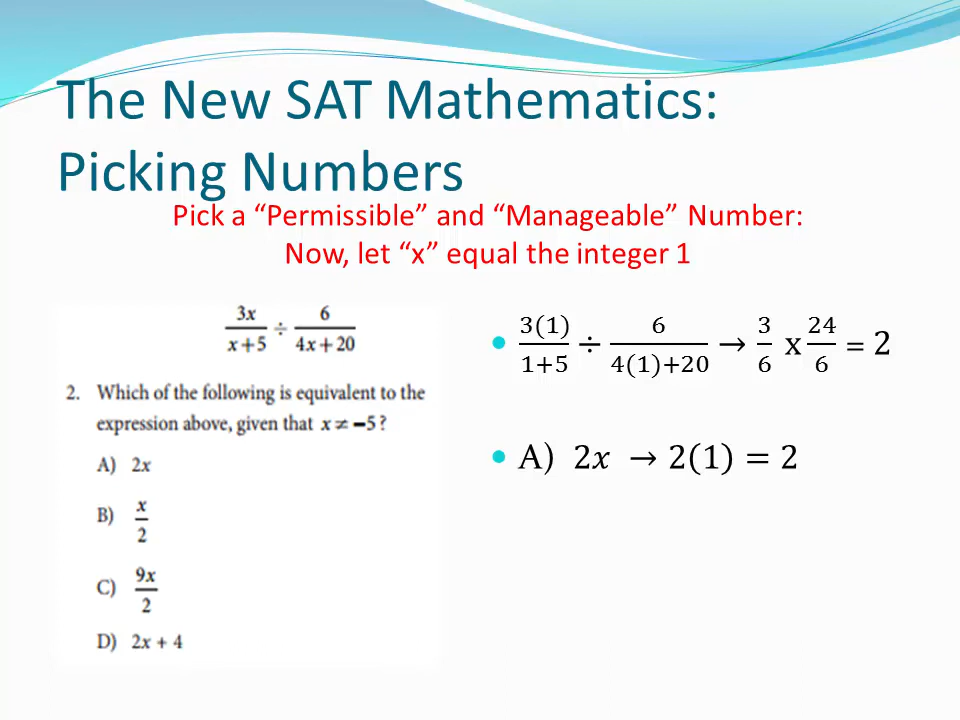 The New SAT Mathematics:
Picking Numbers
Pick a “Permissible” and “Manageable” Number:
Now, let “x” equal the integer 1
3x/(x+5) ÷ 6/(4x+20)
2. Which of the following is equivalent to the
expression above, given that x ≠ −5?
A) 2x
B) x/2
C) 9x/2
D) 2x + 4
• 3(1)/(1+5) ÷ 6/(4(1)+20) → 3/6 x 24/6 = 2
• A) 2x → 2(1) = 2